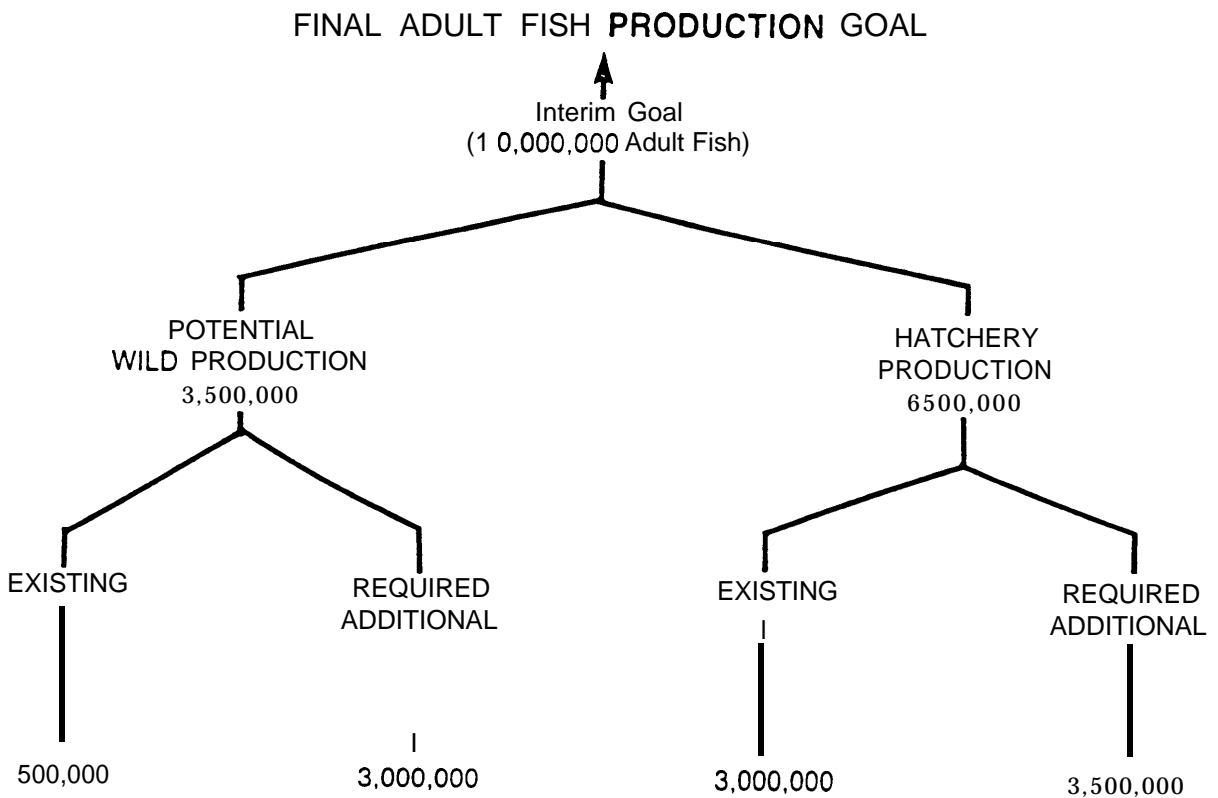 FINAL ADULT FISH PRODUCTION GOAL
Interim Goal
(1 0,000,000 Adult Fish)
POTENTIAL
WILD PRODUCTION
3,500,000
HATCHERY
PRODUCTION
6500,000
EXISTING
REQUIRED
ADDITIONAL
EXISTING
REQUIRED
ADDITIONAL
500,000
3,000,000
3,000,000
3,500,000